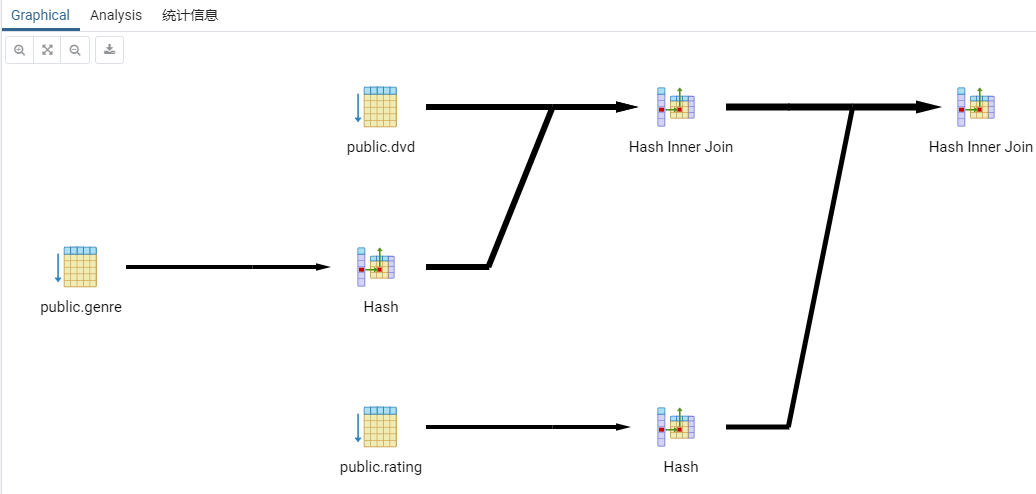 Graphical Analysis 统计信息
public.dvd
Hash Inner Join
Hash Inner Join
public.genre
Hash
public.rating
Hash